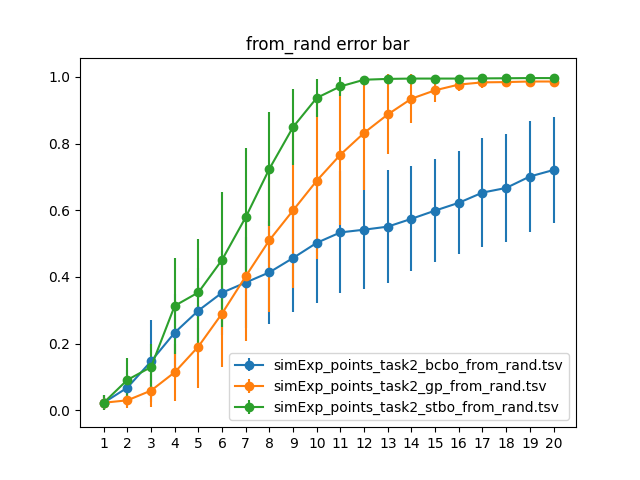 from_rand error bar
1.0
0.8
0.6
0.4
0.2
0.0
simExp_points_task2_bcbo_from_rand.tsv
simExp_points_task2_gp_from_rand.tsv
simExp_points_task2_stbo_from_rand.tsv
1 2 3 4 5 6 7 8 9 10 11 12 13 14 15 16 17 18 19 20